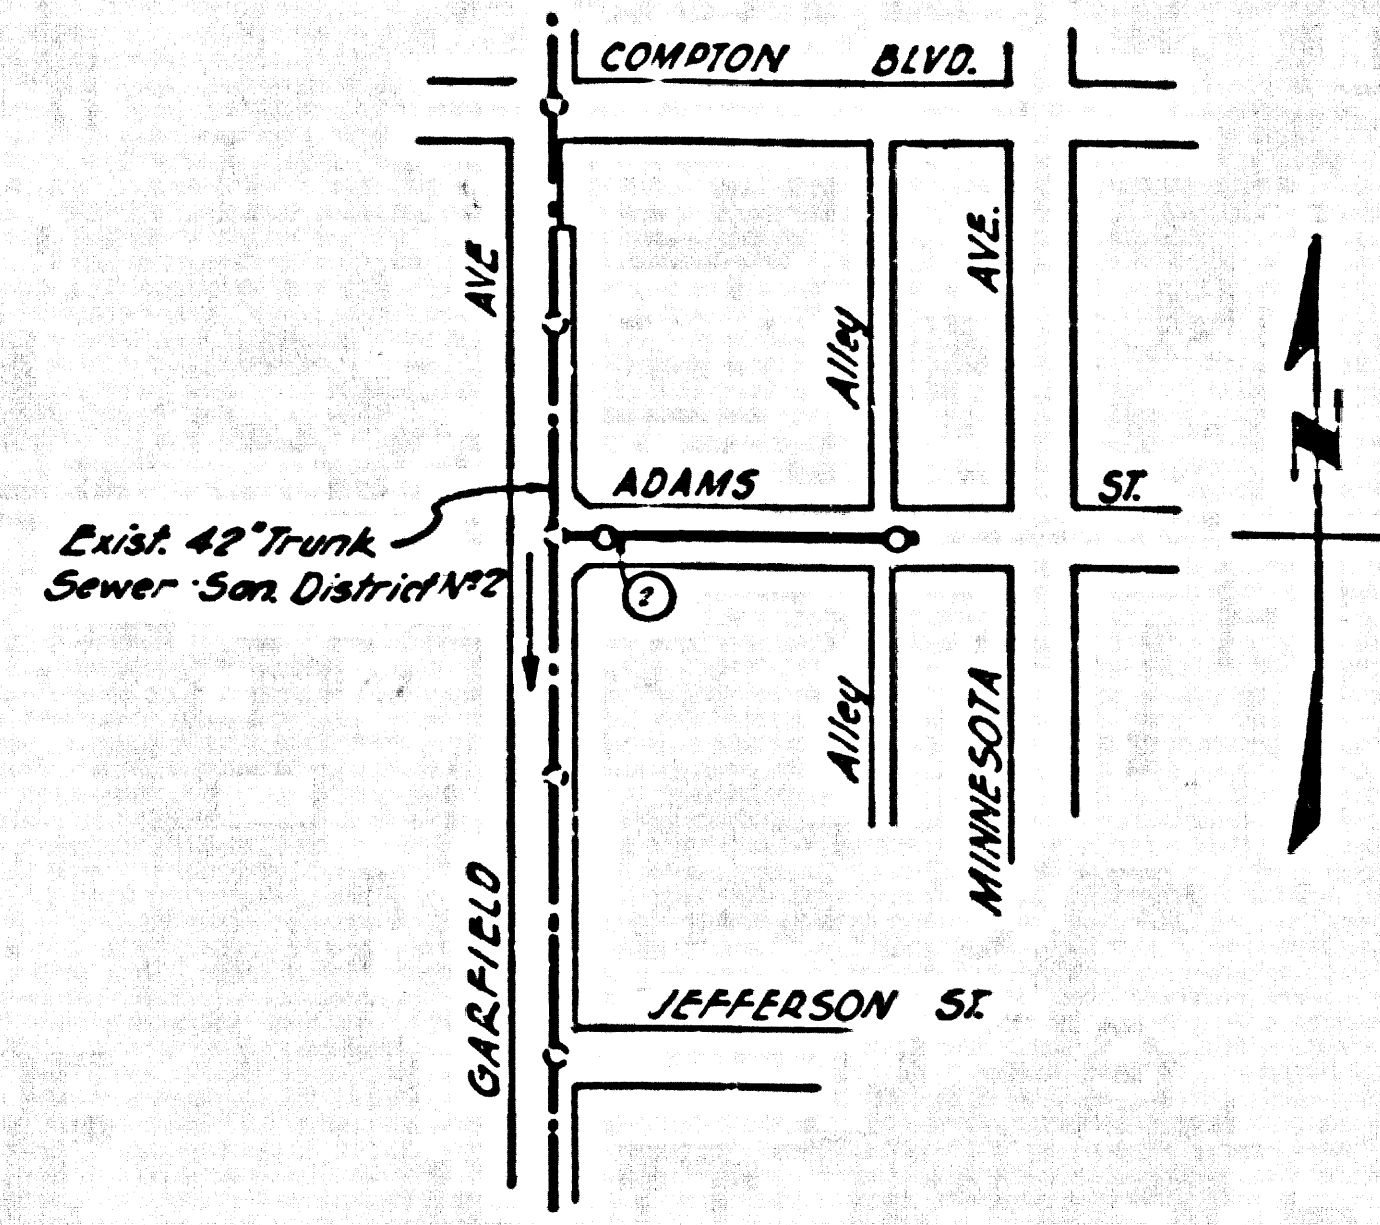 COMPTON BLVD.
AVE
AVE.
Alley
ADAMS ST.
Exist. 42" Trunk
Sewer · San. District Nº 2
2
N
Alley
MINNESOTA
GARFIELD
JEFFERSON ST.